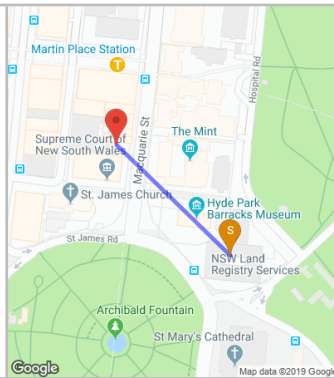 Martin Place Station
T
Hospital Rd
Macquarie St
Supreme Court of
New South Wales
The Mint
St. James Church
Hyde Park
Barracks Museum
S
St James Rd
NSW Land
Registry Services
Archibald Fountain
St Mary's Cathedral
Google
Map data ©2019 Google